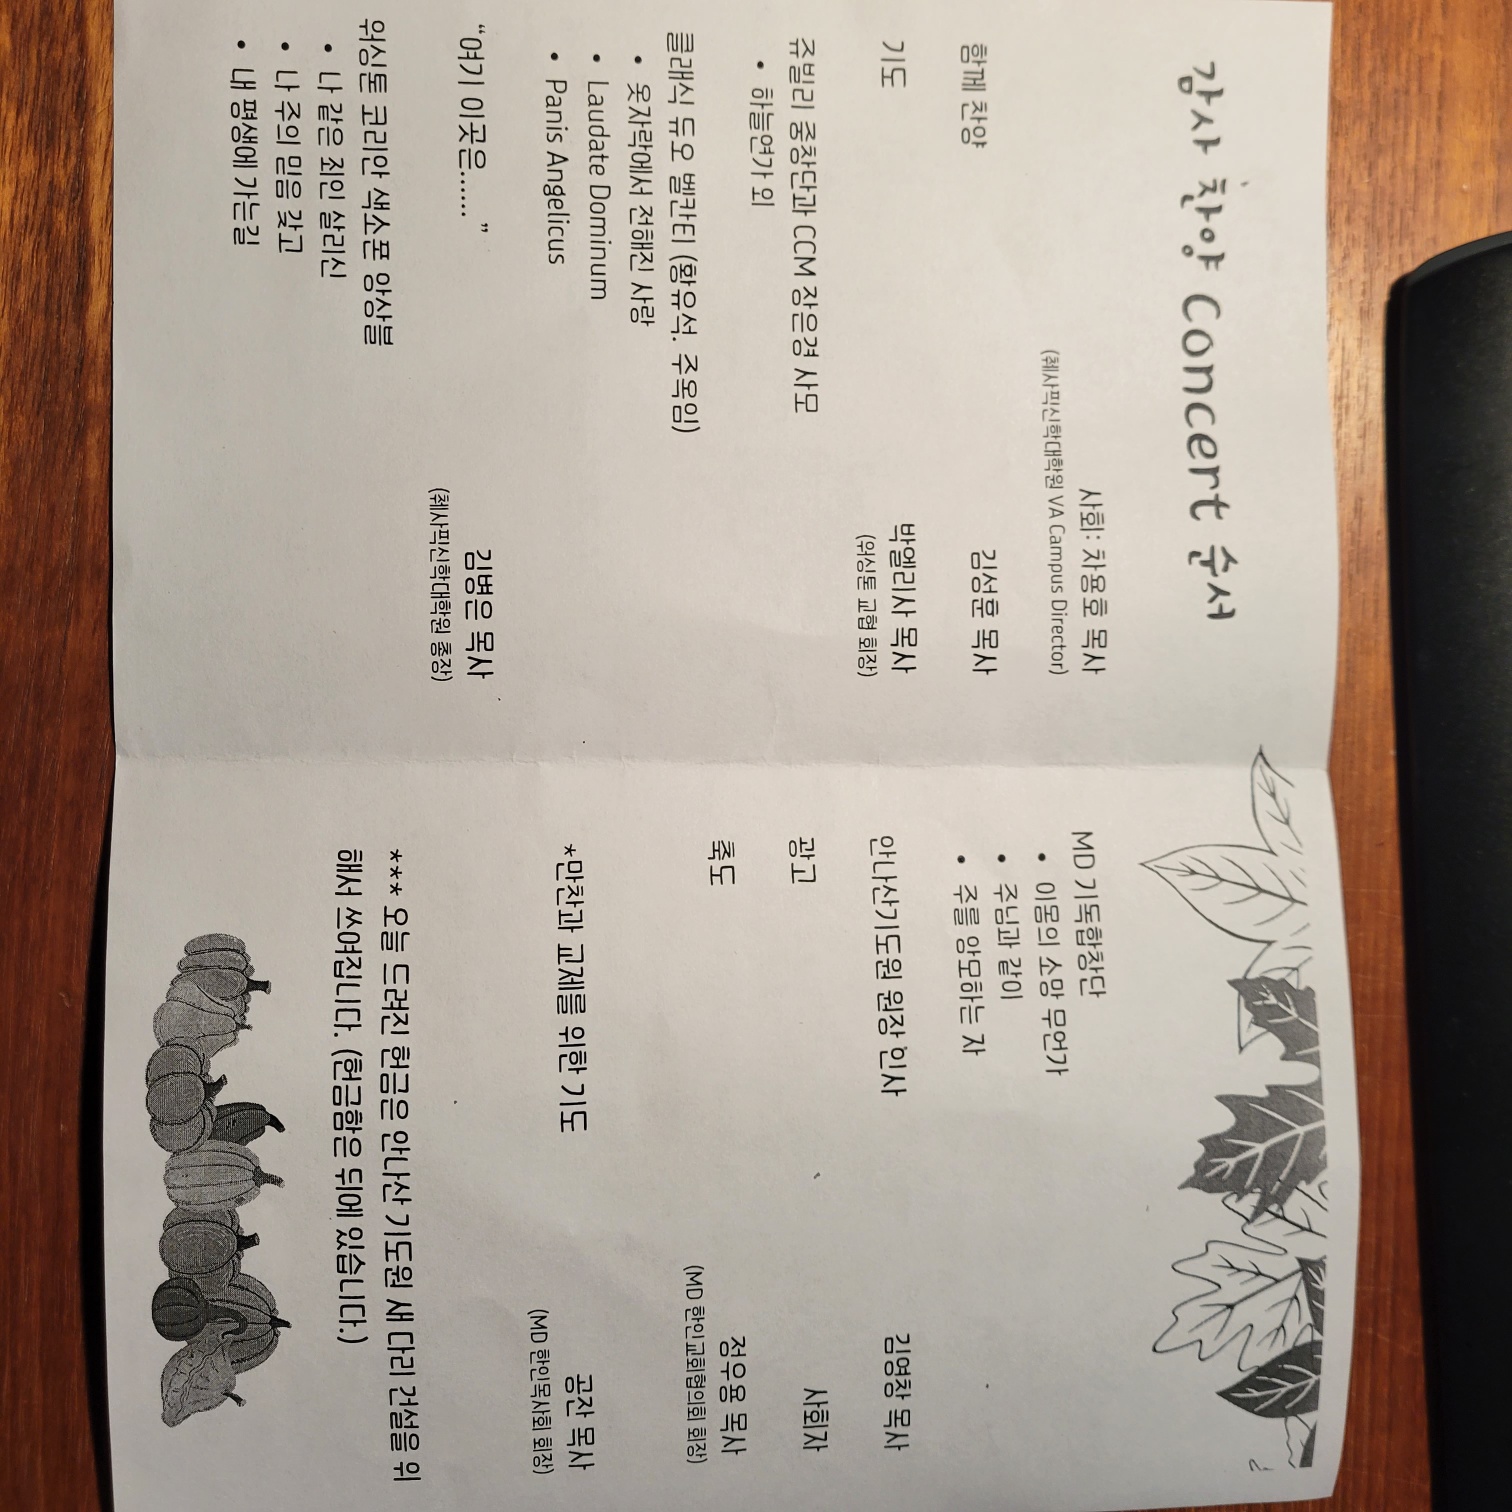 감사 찬양 Concert 순서
사회: 차용호 목사
(췌사픽신학대학원 VA Campus Director)
함께 찬양 김성훈 목사
기도 박엘리사 목사
(워싱톤 교협 회장)
쥬빌리 중창단과 CCM 장은경 사모
• 하늘연가 외
클래식 듀오 벨칸티 (황유석. 주옥임)
• 옷자락에서 전해진 사랑
• Laudate Dominum
• Panis Angelicus
“여기 이곳은...... ” 김병은 목사
(췌사픽신학대학원 총장)
워싱톤 코리안 색소폰 앙상블
• 나 같은 죄인 살리신
• 나 주의 믿음 갖고
• 내 평생에 가는길
MD 기독합창단
• 이몸의 소망 무언가
• 주님과 같이
• 주를 앙모하는 자
안나산기도원 원장 인사 김영창 목사
광고 사회자
축도 정우용 목사
(MD 한인교회협의회 회장)
*만찬과 교제를 위한 기도 공잔 목사
(MD 한인목사회 회장)
*** 오늘 드려진 헌금은 안나산 기도원 새 다리 건설을 위
해서 쓰여집니다. (헌금함은 뒤에 있습니다.)